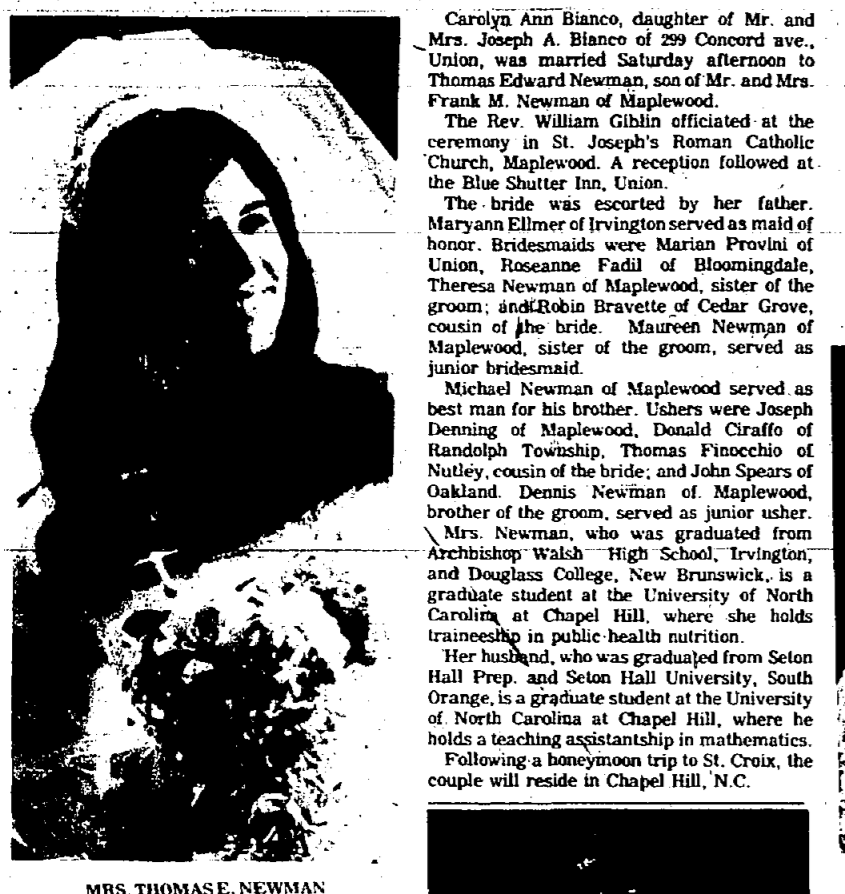 Carolyn Ann Bianco, daughter of Mr. and
Mrs. Joseph A. Bianco of 299 Concord ave.,
Union, was married Saturday afternoon to
Thomas Edward Newman, son of Mr. and Mrs.
Frank M. Newman of Maplewood.
The Rev. William Giblin officiated at the
ceremony in St. Joseph's Roman Catholic
Church, Maplewood. A reception followed at
the Blue Shutter Inn, Union.
The bride was escorted by her father.
Maryann Ellmer of Irvington served as maid of
honor. Bridesmaids were Marian Provini of
Union, Roseanne Fadil of Bloomingdale,
Theresa Newman of Maplewood, sister of the
groom; and Robin Bravette of Cedar Grove,
cousin of the bride. Maureen Newman of
Maplewood, sister of the groom, served as
junior bridesmaid.
Michael Newman of Maplewood served as
best man for his brother. Ushers were Joseph
Denning of Maplewood, Donald Ciraffo of
Randolph Township, Thomas Finocchio of
Nutley, cousin of the bride; and John Spears of
Oakland. Dennis Newman of Maplewood,
brother of the groom, served as junior usher.
Mrs. Newman, who was graduated from
Archbishop Walsh High School, Irvington,
and Douglass College, New Brunswick, is a
graduate student at the University of North
Carolina at Chapel Hill, where she holds
traineeship in public health nutrition.
Her husband, who was graduated from Seton
Hall Prep. and Seton Hall University, South
Orange, is a graduate student at the University
of North Carolina at Chapel Hill, where he
holds a teaching assistantship in mathematics.
Following a honeymoon trip to St. Croix, the
couple will reside in Chapel Hill, N.C.
MRS. THOMAS E. NEWMAN